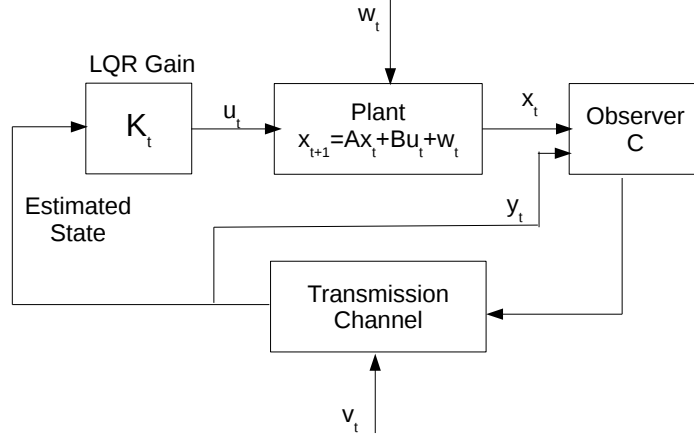 w_t
LQR Gain
K_t
u_t
Plant
x_{t+1}=Ax_t+Bu_t+w_t
x_t
Observer
C
Estimated
State
y_t
Transmission
Channel
v_t